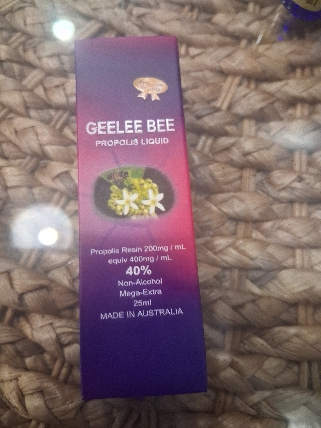 GEELEE BEE
PROPOLIS LIQUID
Propolis Resin 200mg / mL
equiv 400mg / mL
40%
Non-Alcohol
Mega-Extra
25ml
MADE IN AUSTRALIA